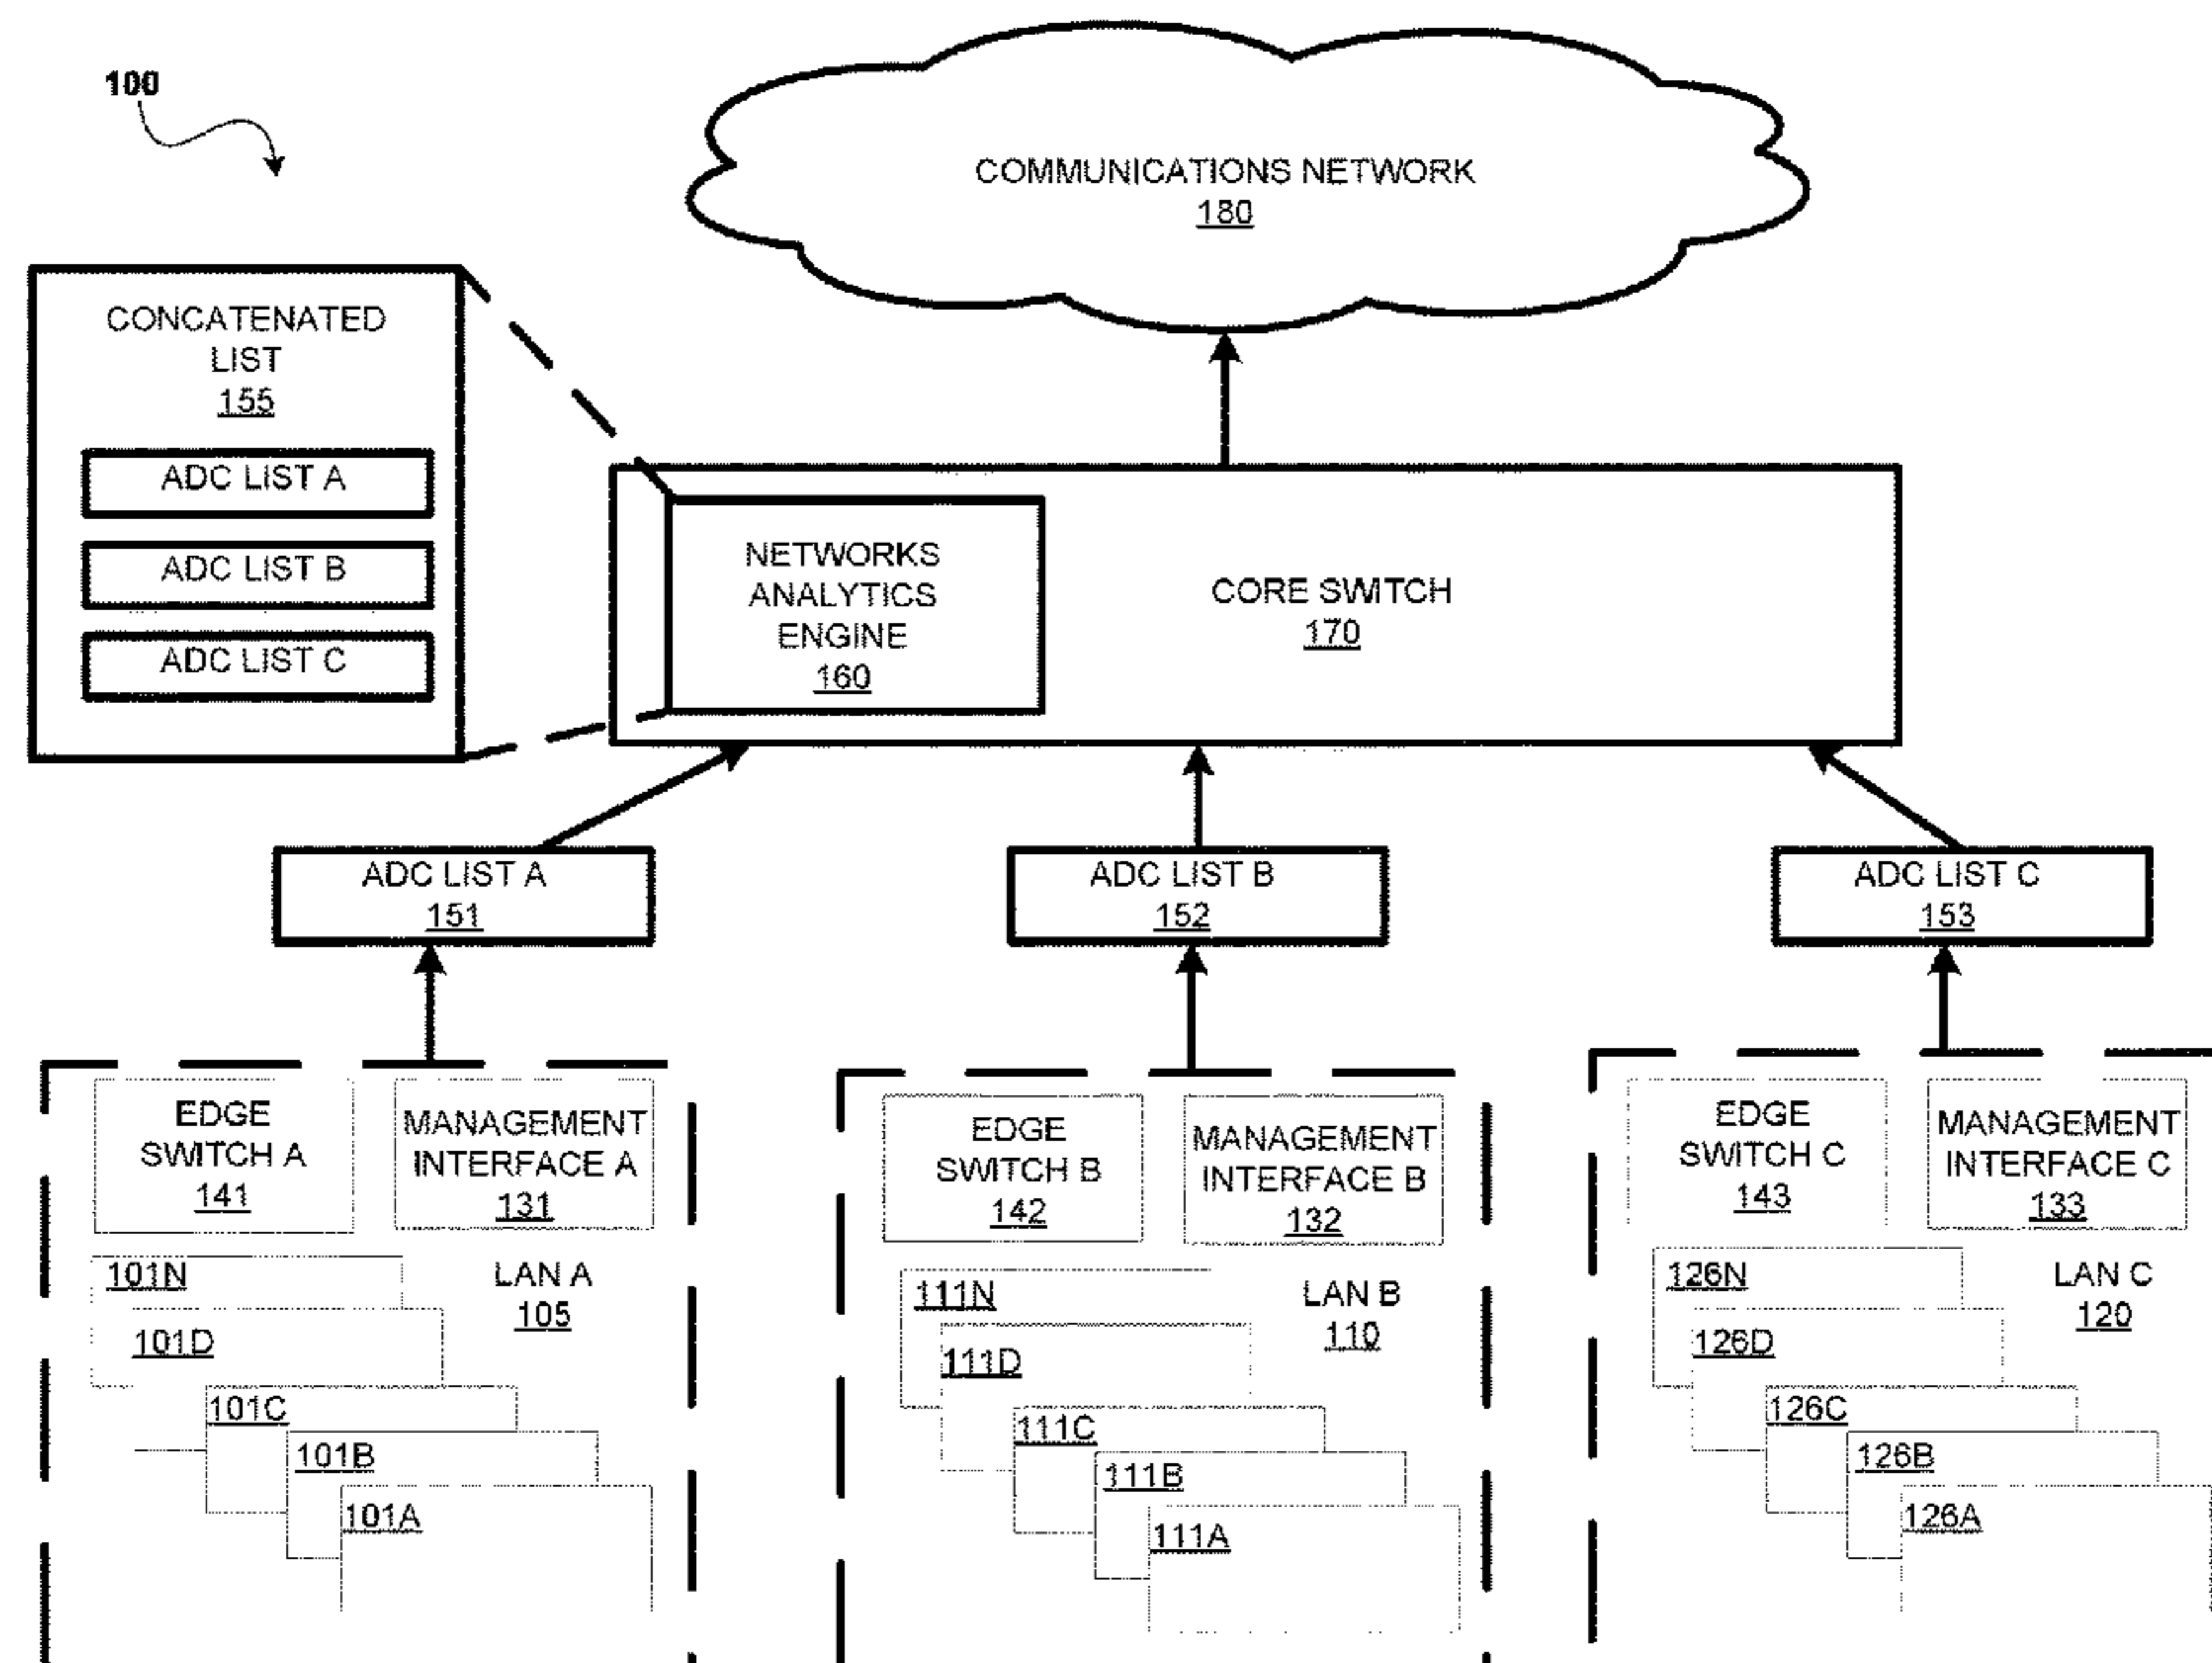 100
COMMUNICATIONS NETWORK
180
CONCATENATED
LIST
155
ADC LIST A
ADC LIST B
ADC LIST C
NETWORKS
ANALYTICS
ENGINE
160
CORE SWITCH
170
ADC LIST A
151
ADC LIST B
152
ADC LIST C
153
EDGE
SWITCH A
141
MANAGEMENT
INTERFACE A
131
LAN A
105
101N
101D
101C
101B
101A
EDGE
SWITCH B
142
MANAGEMENT
INTERFACE B
132
LAN B
110
111N
111D
111C
111B
111A
EDGE
SWITCH C
143
MANAGEMENT
INTERFACE C
133
LAN C
120
126N
126D
126C
126B
126A